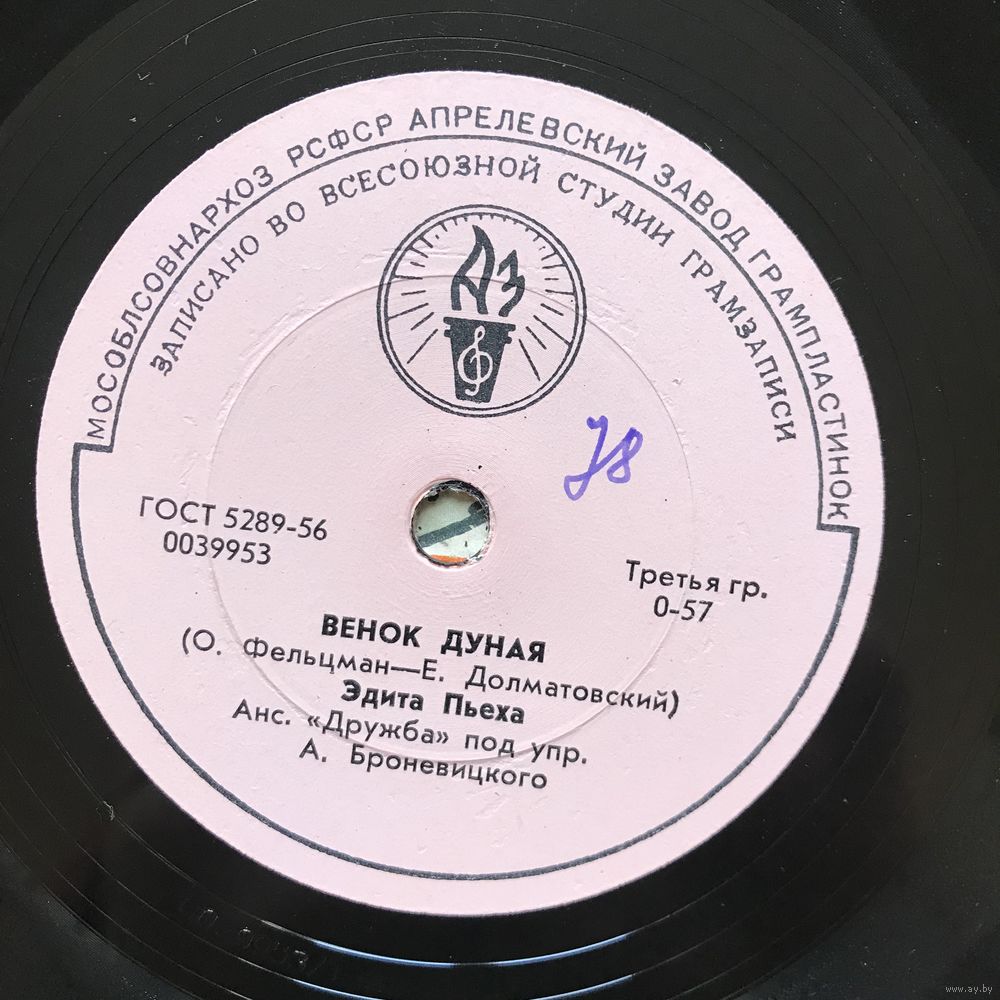 МОСОБЛСОВНАРХОЗ РСФСР АПРЕЛЕВСКИЙ ЗАВОД ГРАМПЛАСТИНОК
ЗАПИСАНО ВО ВСЕСОЮЗНОЙ СТУДИИ ГРАМЗАПИСИ
АЗ
78
ГОСТ 5289-56
0039953
Третья гр.
0-57
ВЕНОК ДУНАЯ
(О. Фельцман—Е. Долматовский)
Эдита Пьеха
Анс. «Дружба» под упр.
А. Броневицкого
www.ay.by